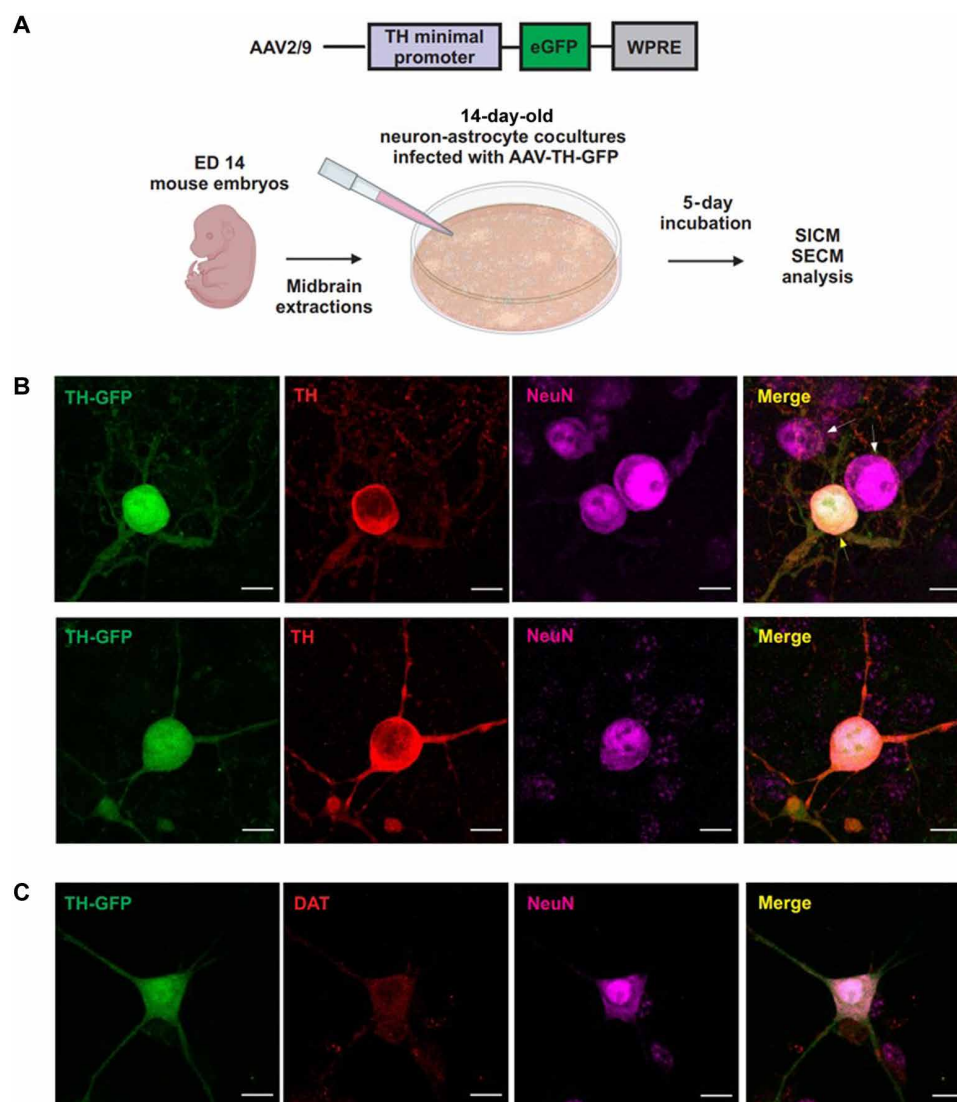 A
AAV2/9
TH minimal
promoter
eGFP
WPRE
14-day-old
neuron-astrocyte cocultures
infected with AAV-TH-GFP
ED 14
mouse embryos
Midbrain
extractions
5-day
incubation
SICM
SECM
analysis
B
TH-GFP
TH
NeuN
Merge
TH-GFP
TH
NeuN
Merge
C
TH-GFP
DAT
NeuN
Merge